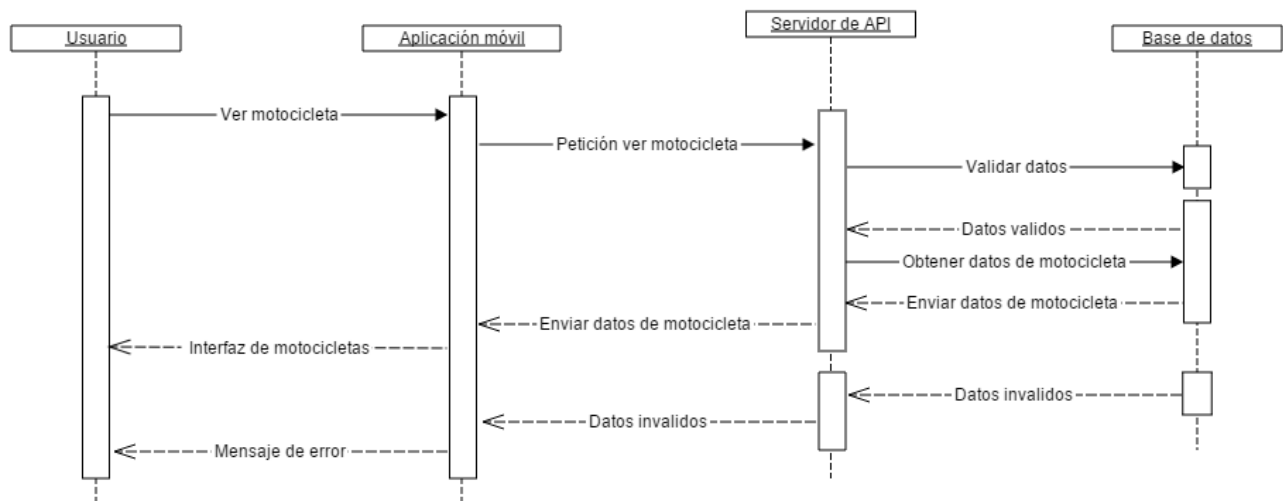 Usuario
Aplicación móvil
Servidor de API
Base de datos
Ver motocicleta
Petición ver motocicleta
Validar datos
Datos validos
Obtener datos de motocicleta
Enviar datos de motocicleta
Enviar datos de motocicleta
Interfaz de motocicletas
Datos invalidos
Datos invalidos
Mensaje de error